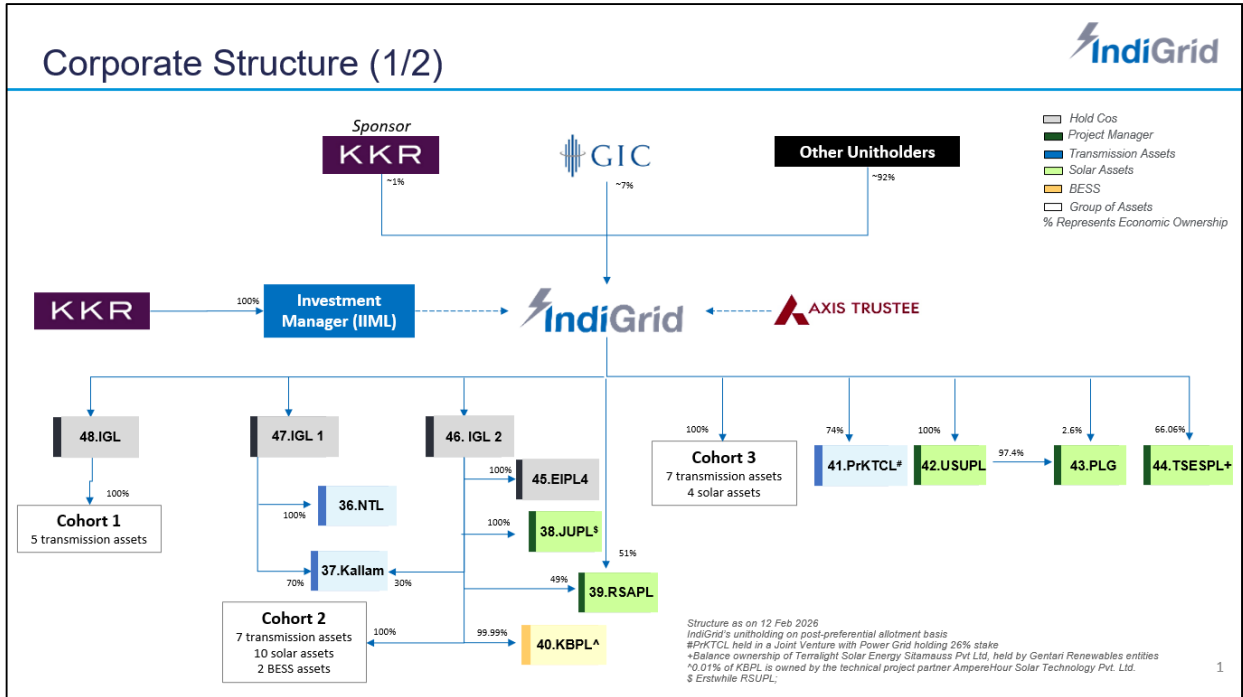 Corporate Structure (1/2)
IndiGrid
Sponsor
KKR
GIC
Other Unitholders
~1%
~7%
~92%
Hold Cos
Project Manager
Transmission Assets
Solar Assets
BESS
Group of Assets
% Represents Economic Ownership
KKR
100%
Investment
Manager (IIML)
IndiGrid
AXIS TRUSTEE
48.IGL
47.IGL 1
46. IGL 2
100%
Cohort 1
5 transmission assets
100%
36.NTL
70%
37.Kallam
30%
100%
45.EIPL4
100%
38.JUPL$
51%
49%
39.RSAPL
Cohort 2
7 transmission assets
10 solar assets
2 BESS assets
100%
99.99%
40.KBPL^
100%
Cohort 3
7 transmission assets
4 solar assets
74%
41.PrKTCL#
100%
42.USUPL
97.4%
2.6%
43.PLG
66.06%
44.TSESPL+
Structure as on 12 Feb 2026
IndiGrid's unitholding on post-preferential allotment basis
#PrKTCL held in a Joint Venture with Power Grid holding 26% stake
+Balance ownership of Terralight Solar Energy Sitamauss Pvt Ltd, held by Gentari Renewables entities
^0.01% of KBPL is owned by the technical project partner AmpereHour Solar Technology Pvt. Ltd.
$ Erstwhile RSUPL;
1